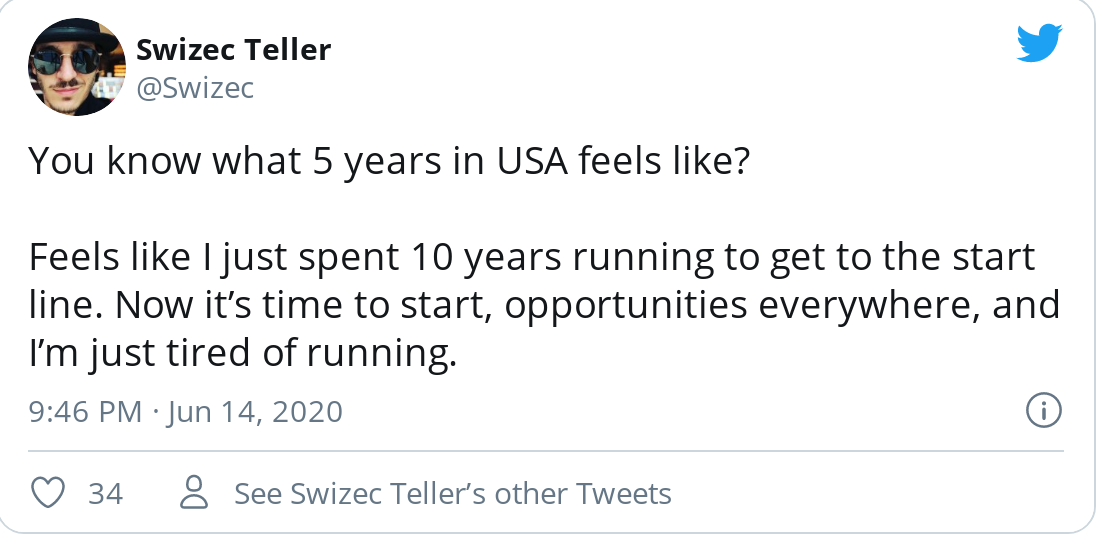 Swizec Teller
@Swizec
You know what 5 years in USA feels like?
Feels like I just spent 10 years running to get to the start
line. Now it’s time to start, opportunities everywhere, and
I’m just tired of running.
9:46 PM · Jun 14, 2020
34 See Swizec Teller’s other Tweets